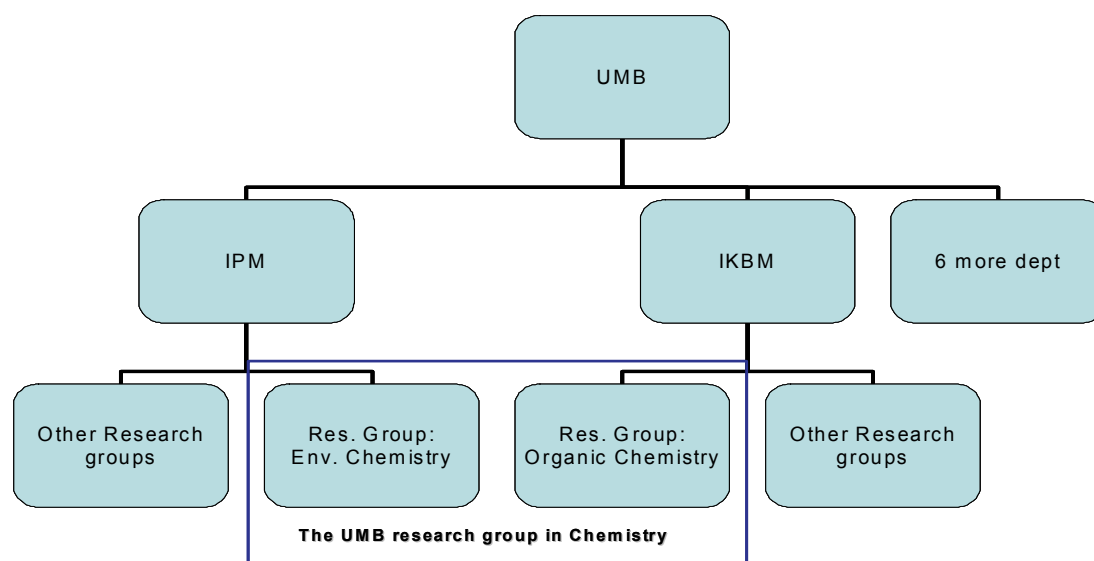 UMB
IPM
IKBM
6 more dept
Other Research
groups
Res. Group:
Env. Chemistry
Res. Group:
Organic Chemistry
Other Research
groups
The UMB research group in Chemistry